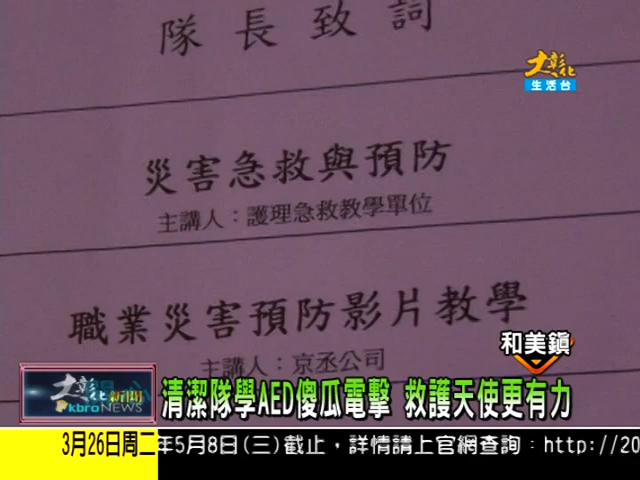 隊長致詞
大彰化
生活台
災害急救與預防
主講人：護理急救教學單位
職業災害預防影片教學
主講人：京丞公司
和美鎮
大彰化新聞
kbro NEWS
清潔隊學AED傻瓜電擊 救護天使更有力
3月26日周二 年5月8日(三)截止，詳情請上官網查詢：http://20